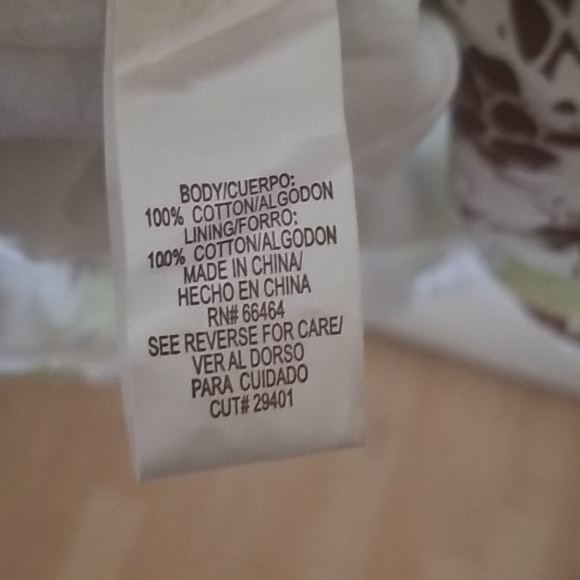 BODY/CUERPO:
100% COTTON/ALGODON
LINING/FORRO:
100% COTTON/ALGODON
MADE IN CHINA/
HECHO EN CHINA
RN# 66464
SEE REVERSE FOR CARE/
VER AL DORSO
PARA CUIDADO
CUT# 29401